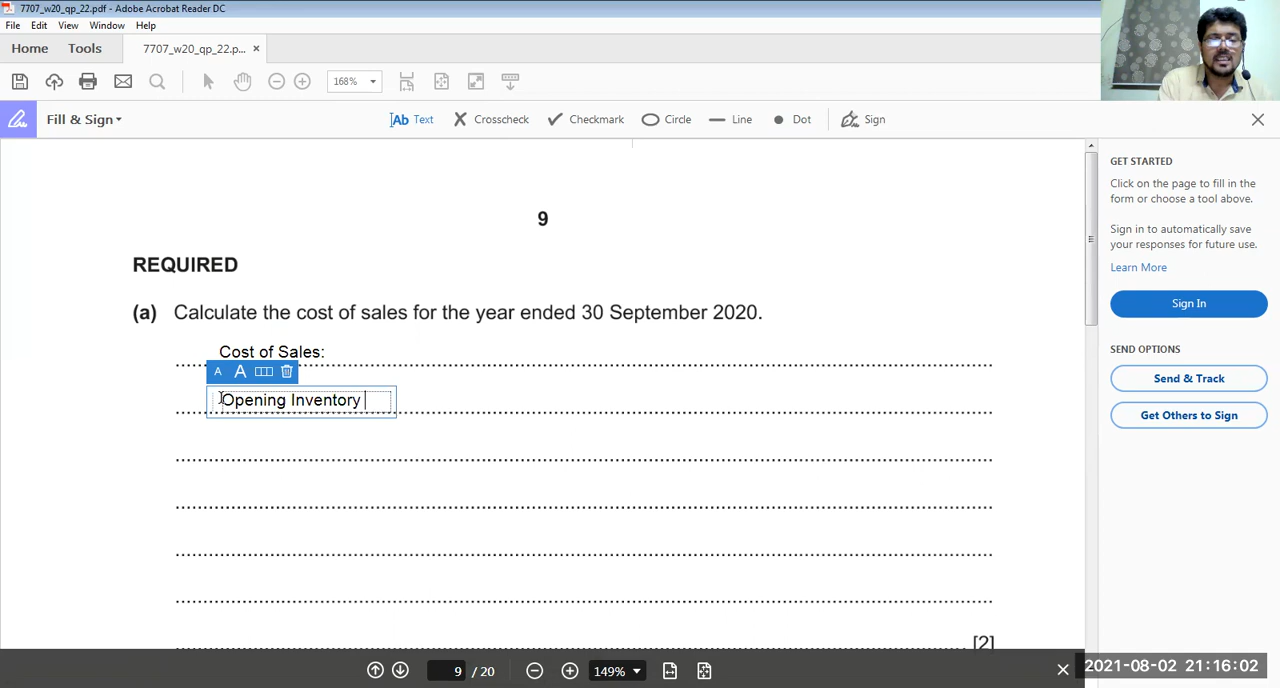 7707_w20_qp_22.pdf - Adobe Acrobat Reader DC
File Edit View Window Help
Home Tools 7707_w20_qp_22.p... ×
168%
Fill & Sign
Ab Text Crosscheck Checkmark Circle Line Dot Sign
9
REQUIRED
(a) Calculate the cost of sales for the year ended 30 September 2020.
Cost of Sales:
A A
Opening Inventory
[2]
GET STARTED
Click on the page to fill in the
form or choose a tool above.
Sign in to automatically save
your responses for future use.
Learn More
Sign In
SEND OPTIONS
Send & Track
Get Others to Sign
9 / 20 149%
2021-08-02 21:16:02